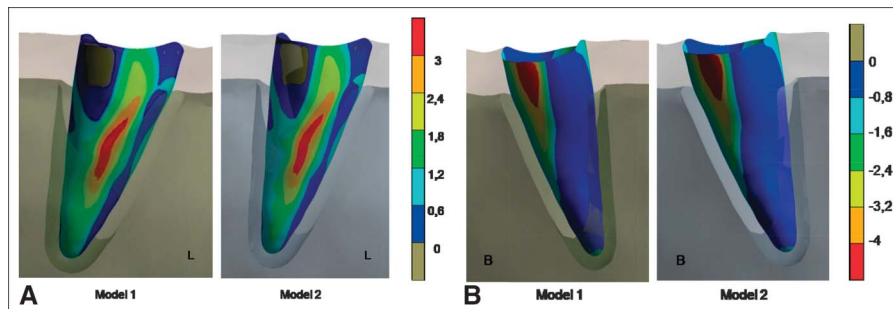 3
2,4
1,8
1,2
0,6
0
L
L
A
Model 1
Model 2
0
-0,8
-1,6
-2,4
-3,2
-4
B
B
B
Model 1
Model 2